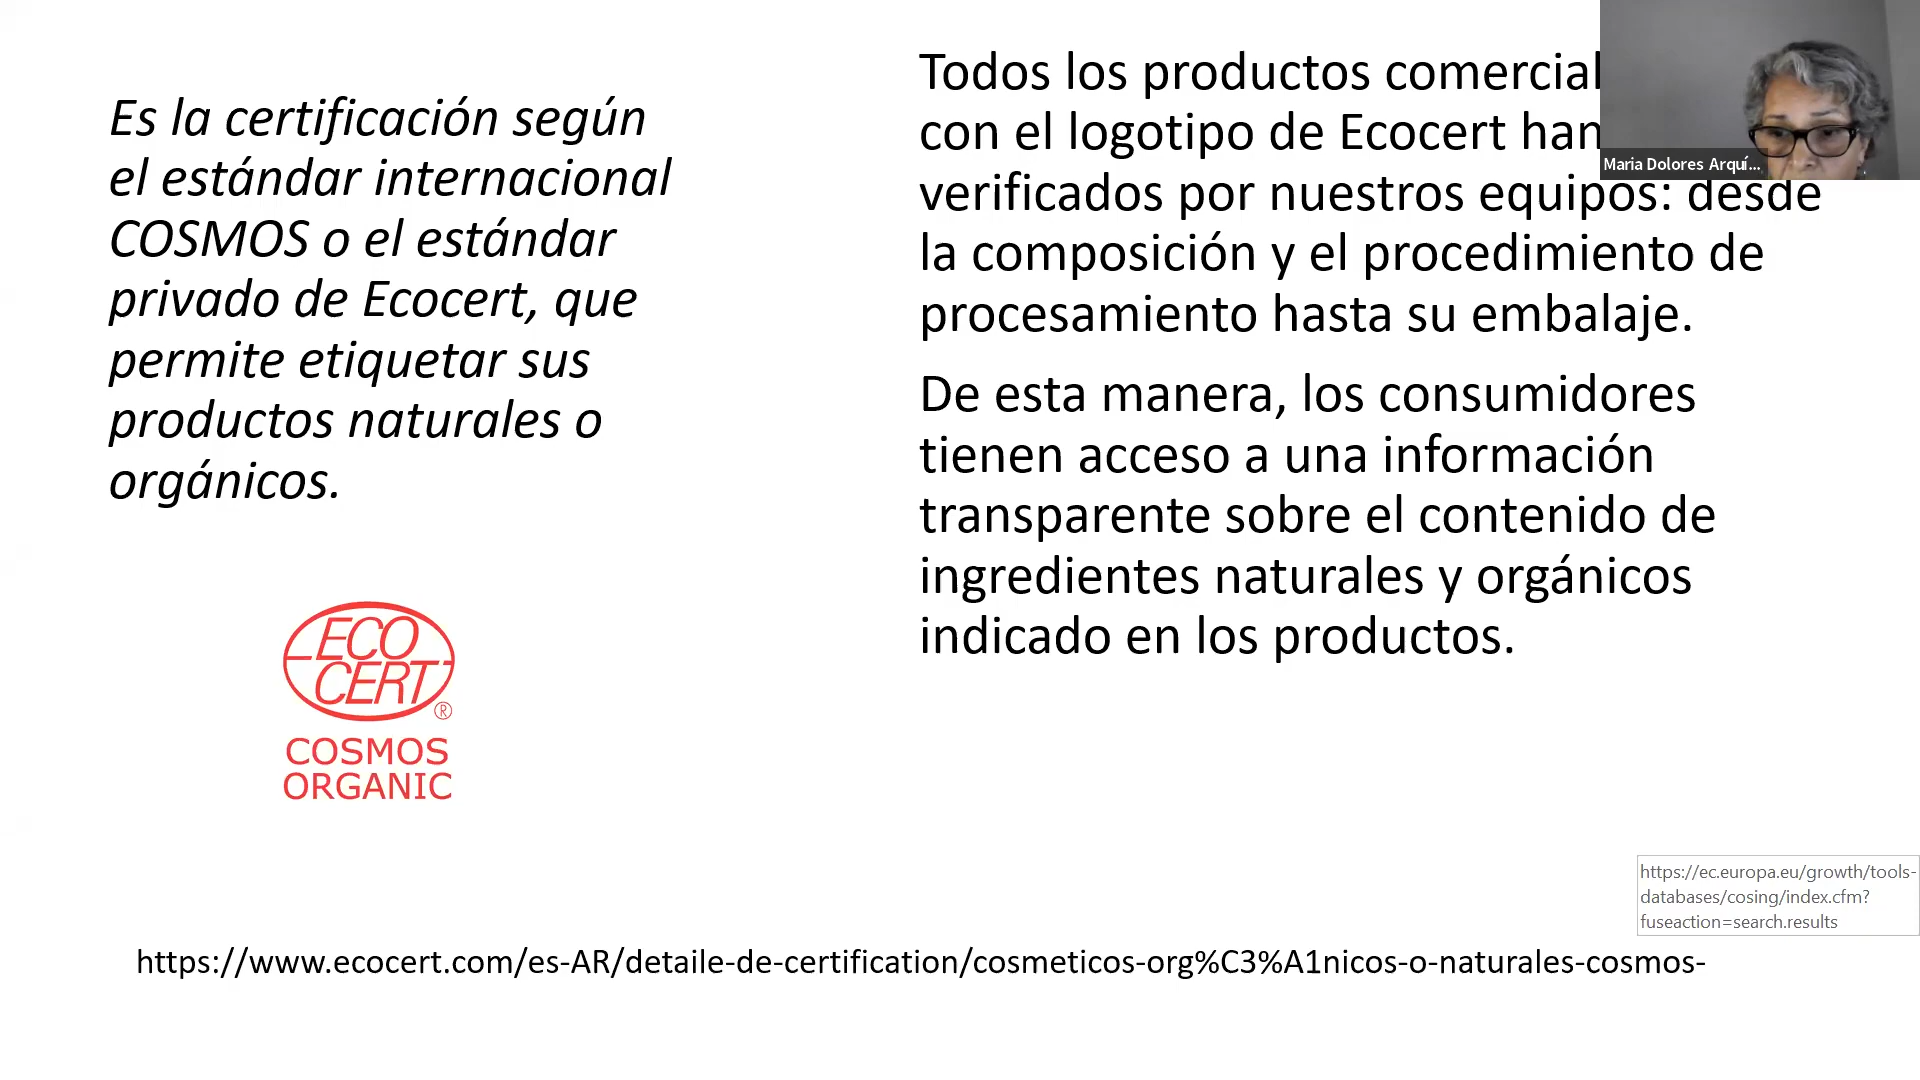 Es la certificación según
el estándar internacional
COSMOS o el estándar
privado de Ecocert, que
permite etiquetar sus
productos naturales o
orgánicos.
ECO
CERT
®
COSMOS
ORGANIC
Todos los productos comercial
con el logotipo de Ecocert han
verificados por nuestros equipos: desde
la composición y el procedimiento de
procesamiento hasta su embalaje.
De esta manera, los consumidores
tienen acceso a una información
transparente sobre el contenido de
ingredientes naturales y orgánicos
indicado en los productos.
Maria Dolores Arquí...
https://ec.europa.eu/growth/tools-
databases/cosing/index.cfm?
fuseaction=search.results
https://www.ecocert.com/es-AR/detaile-de-certification/cosmeticos-org%C3%A1nicos-o-naturales-cosmos-